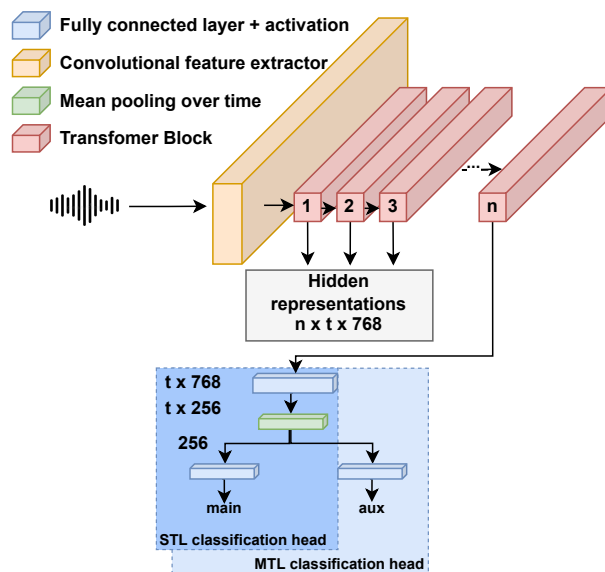 Fully connected layer + activation
Convolutional feature extractor
Mean pooling over time
Transfomer Block
1
2
3
...
n
Hidden
representations
n x t x 768
t x 768
t x 256
256
main
aux
STL classification head
MTL classification head